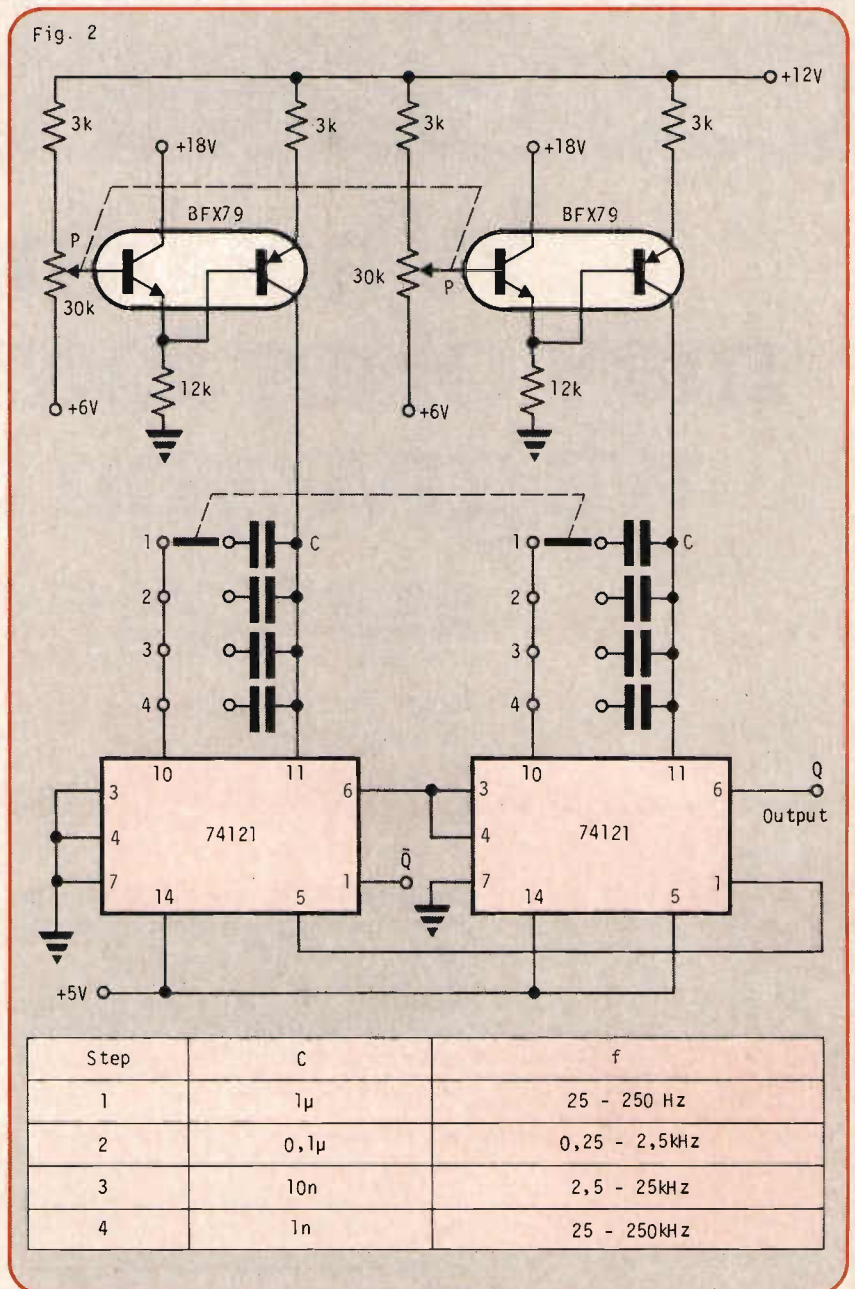 Fig. 2
+12V
3k
3k
3k
3k
+18V
+18V
BFX79
BFX79
P
P
30k
30k
12k
12k
+6V
+6V
1
C
1
C
2
2
3
3
4
4
10
11
10
11
3
6
3
6
Q
Output
4
74121
4
74121
7
1
Q̄
7
1
14
5
14
5
+5V
Step C f
1 1µ 25 - 250 Hz
2 0,1µ 0,25 - 2,5kHz
3 10n 2,5 - 25kHz
4 1n 25 - 250kHz